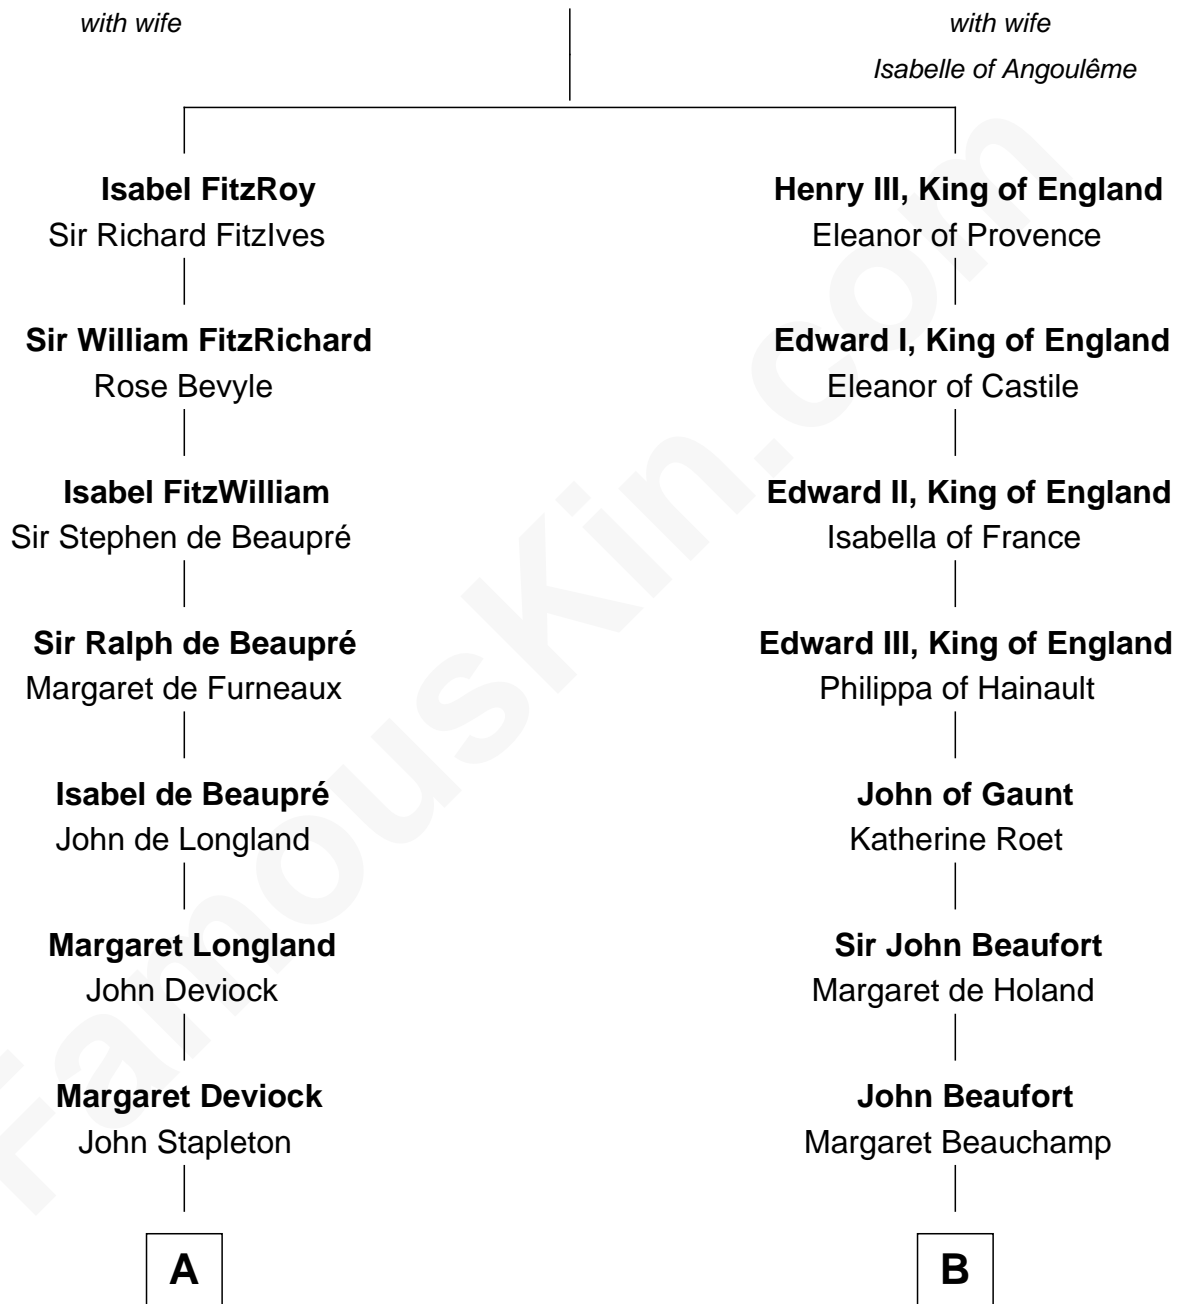 with wife
with wife
Isabelle of Angoulême
Isabel FitzRoy
Sir Richard FitzIves
Henry III, King of England
Eleanor of Provence
Sir William FitzRichard
Rose Bevyle
Edward I, King of England
Eleanor of Castile
Isabel FitzWilliam
Sir Stephen de Beaupré
Edward II, King of England
Isabella of France
Sir Ralph de Beaupré
Margaret de Furneaux
Edward III, King of England
Philippa of Hainault
Isabel de Beaupré
John de Longland
John of Gaunt
Katherine Roet
Margaret Longland
John Deviock
Sir John Beaufort
Margaret de Holand
Margaret Deviock
John Stapleton
John Beaufort
Margaret Beauchamp
A
B
FamousKin.com